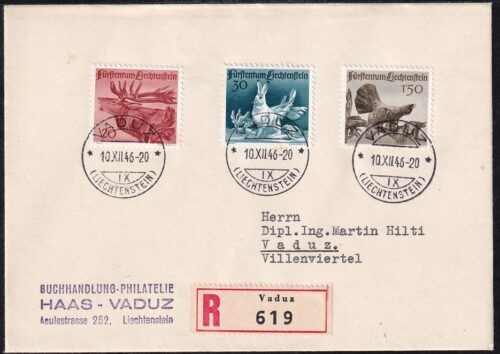 Fürstentum Liechtenstein
20
Fürstentum Liechtenstein
30
Fürstentum Liechtenstein
150
VADUZ
10.XII.46-20
IX
(LIECHTENSTEIN)
VADUZ
10.XII.46-20
IX
(LIECHTENSTEIN)
VADUZ
10.XII.46-20
IX
(LIECHTENSTEIN)
Herrn
Dipl.Ing.Martin Hilti
Vaduz.
Villenviertel
BUCHHANDLUNG-PHILATELIE
HAAS - VADUZ
Aeulestrasse 252, Liechtenstein
R
Vaduz
619